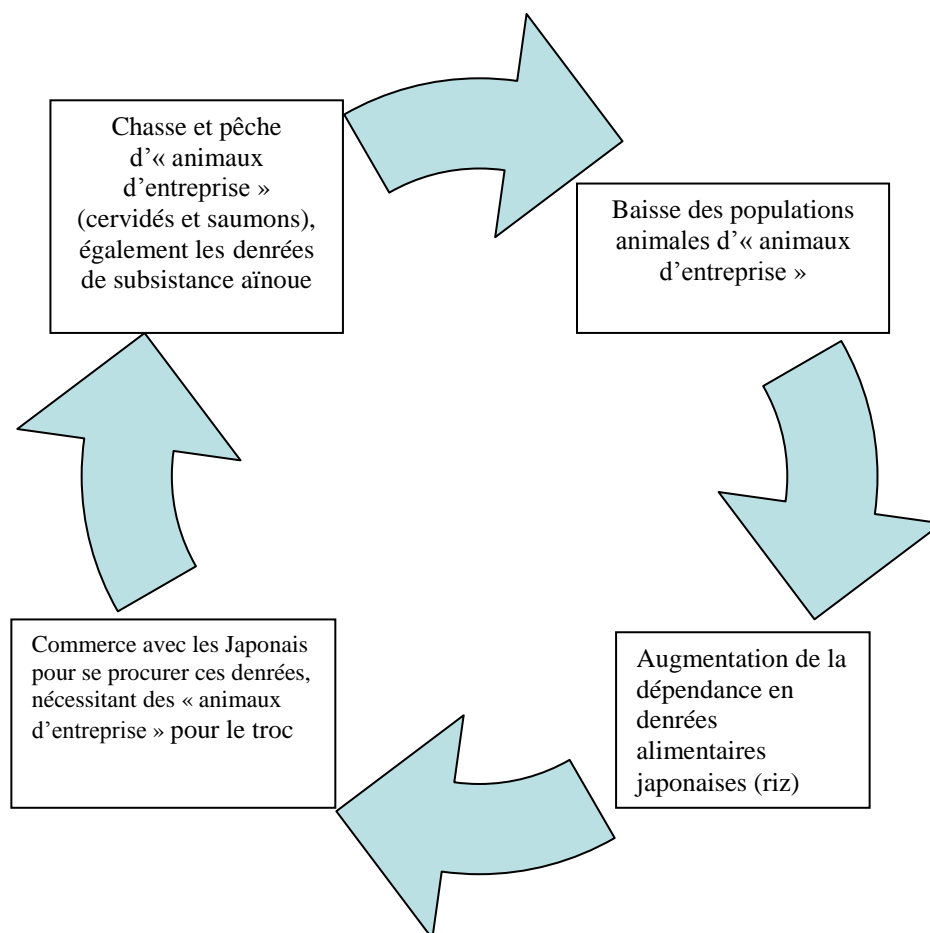 Chasse et pêche
d'« animaux
d'entreprise »
(cervidés et saumons),
également les denrées
de subsistance aïnoue
Baisse des populations
animales d'« animaux
d'entreprise »
Augmentation de la
dépendance en
denrées
alimentaires
japonaises (riz)
Commerce avec les Japonais
pour se procurer ces denrées,
nécessitant des « animaux
d'entreprise » pour le troc